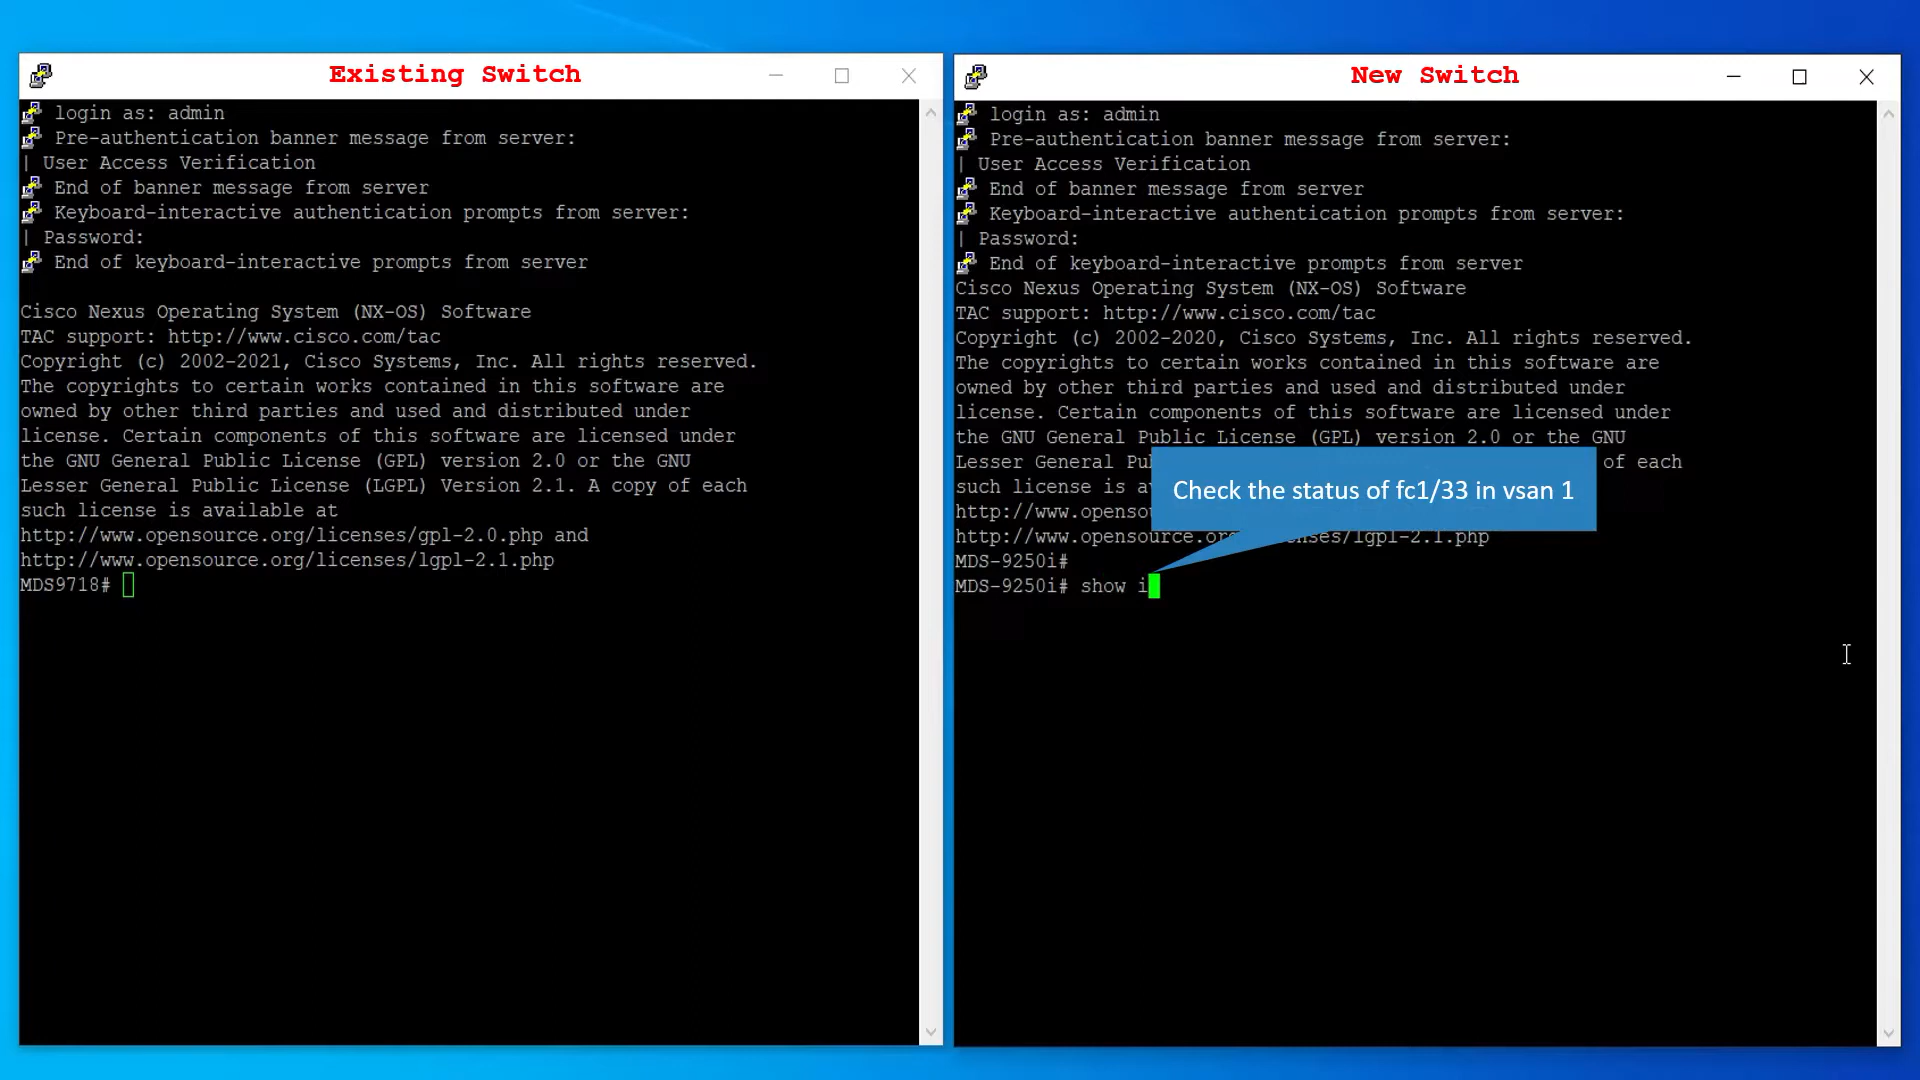 Existing Switch
login as: admin
Pre-authentication banner message from server:
| User Access Verification
End of banner message from server
Keyboard-interactive authentication prompts from server:
| Password:
End of keyboard-interactive prompts from server
Cisco Nexus Operating System (NX-OS) Software
TAC support: http://www.cisco.com/tac
Copyright (c) 2002-2021, Cisco Systems, Inc. All rights reserved.
The copyrights to certain works contained in this software are
owned by other third parties and used and distributed under
license. Certain components of this software are licensed under
the GNU General Public License (GPL) version 2.0 or the GNU
Lesser General Public License (LGPL) Version 2.1. A copy of each
such license is available at
http://www.opensource.org/licenses/gpl-2.0.php and
http://www.opensource.org/licenses/lgpl-2.1.php
MDS9718#
New Switch
login as: admin
Pre-authentication banner message from server:
| User Access Verification
End of banner message from server
Keyboard-interactive authentication prompts from server:
| Password:
End of keyboard-interactive prompts from server
Cisco Nexus Operating System (NX-OS) Software
TAC support: http://www.cisco.com/tac
Copyright (c) 2002-2020, Cisco Systems, Inc. All rights reserved.
The copyrights to certain works contained in this software are
owned by other third parties and used and distributed under
license. Certain components of this software are licensed under
the GNU General Public License (GPL) version 2.0 or the GNU
Lesser General of each
such license is
Check the status of fc1/33 in vsan 1
MDS-9250i#
MDS-9250i# show i